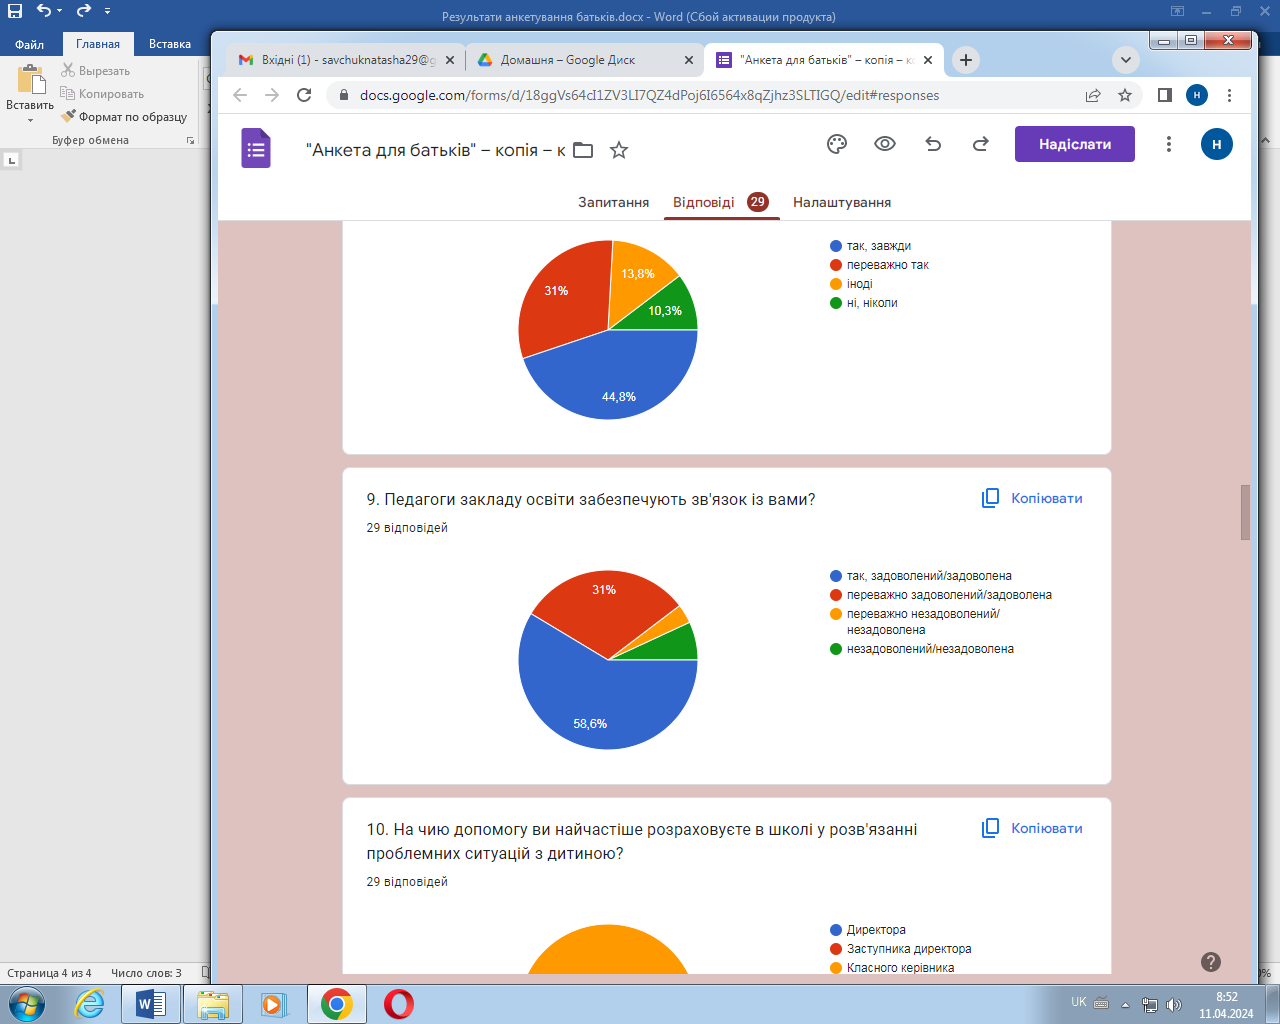 Результати анкетування батьків.docx - Word (Сбой активации продукта)
Файл
Главная
Вставка
Вставить
Вырезать
Копировать
Формат по образцу
Буфер обмена
Вхідні (1) - savchuknatasha29@g
Домашня – Google Диск
"Анкета для батьків" – копія – ко
docs.google.com/forms/d/18ggVs64cI1ZV3LI7QZ4dPoj6I6564x8qZjhz3SLTIGQ/edit#responses
Н
"Анкета для батьків" – копія – к
Надіслати
Н
Запитання
Відповіді 29
Налаштування
13,8%
31%
10,3%
44,8%
так, завжди
переважно так
іноді
ні, ніколи
9. Педагоги закладу освіти забезпечують зв'язок із вами?
Копіювати
29 відповідей
31%
58,6%
так, задоволений/задоволена
переважно задоволений/задоволена
переважно незадоволений/
незадоволена
незадоволений/незадоволена
10. На чию допомогу ви найчастіше розраховуєте в школі у розв'язанні
проблемних ситуацій з дитиною?
Копіювати
29 відповідей
Директора
Заступника директора
Класного керівника
Страница 4 из 4
Число слов: 3
UK
8:52
11.04.2024